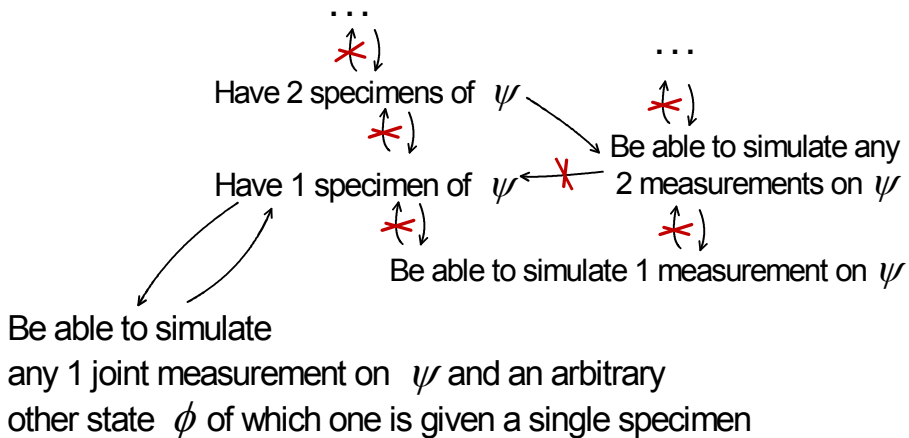 ...
...
Have 2 specimens of ψ
Be able to simulate any
2 measurements on ψ
Have 1 specimen of ψ
Be able to simulate 1 measurement on ψ
Be able to simulate
any 1 joint measurement on ψ and an arbitrary
other state ϕ of which one is given a single specimen